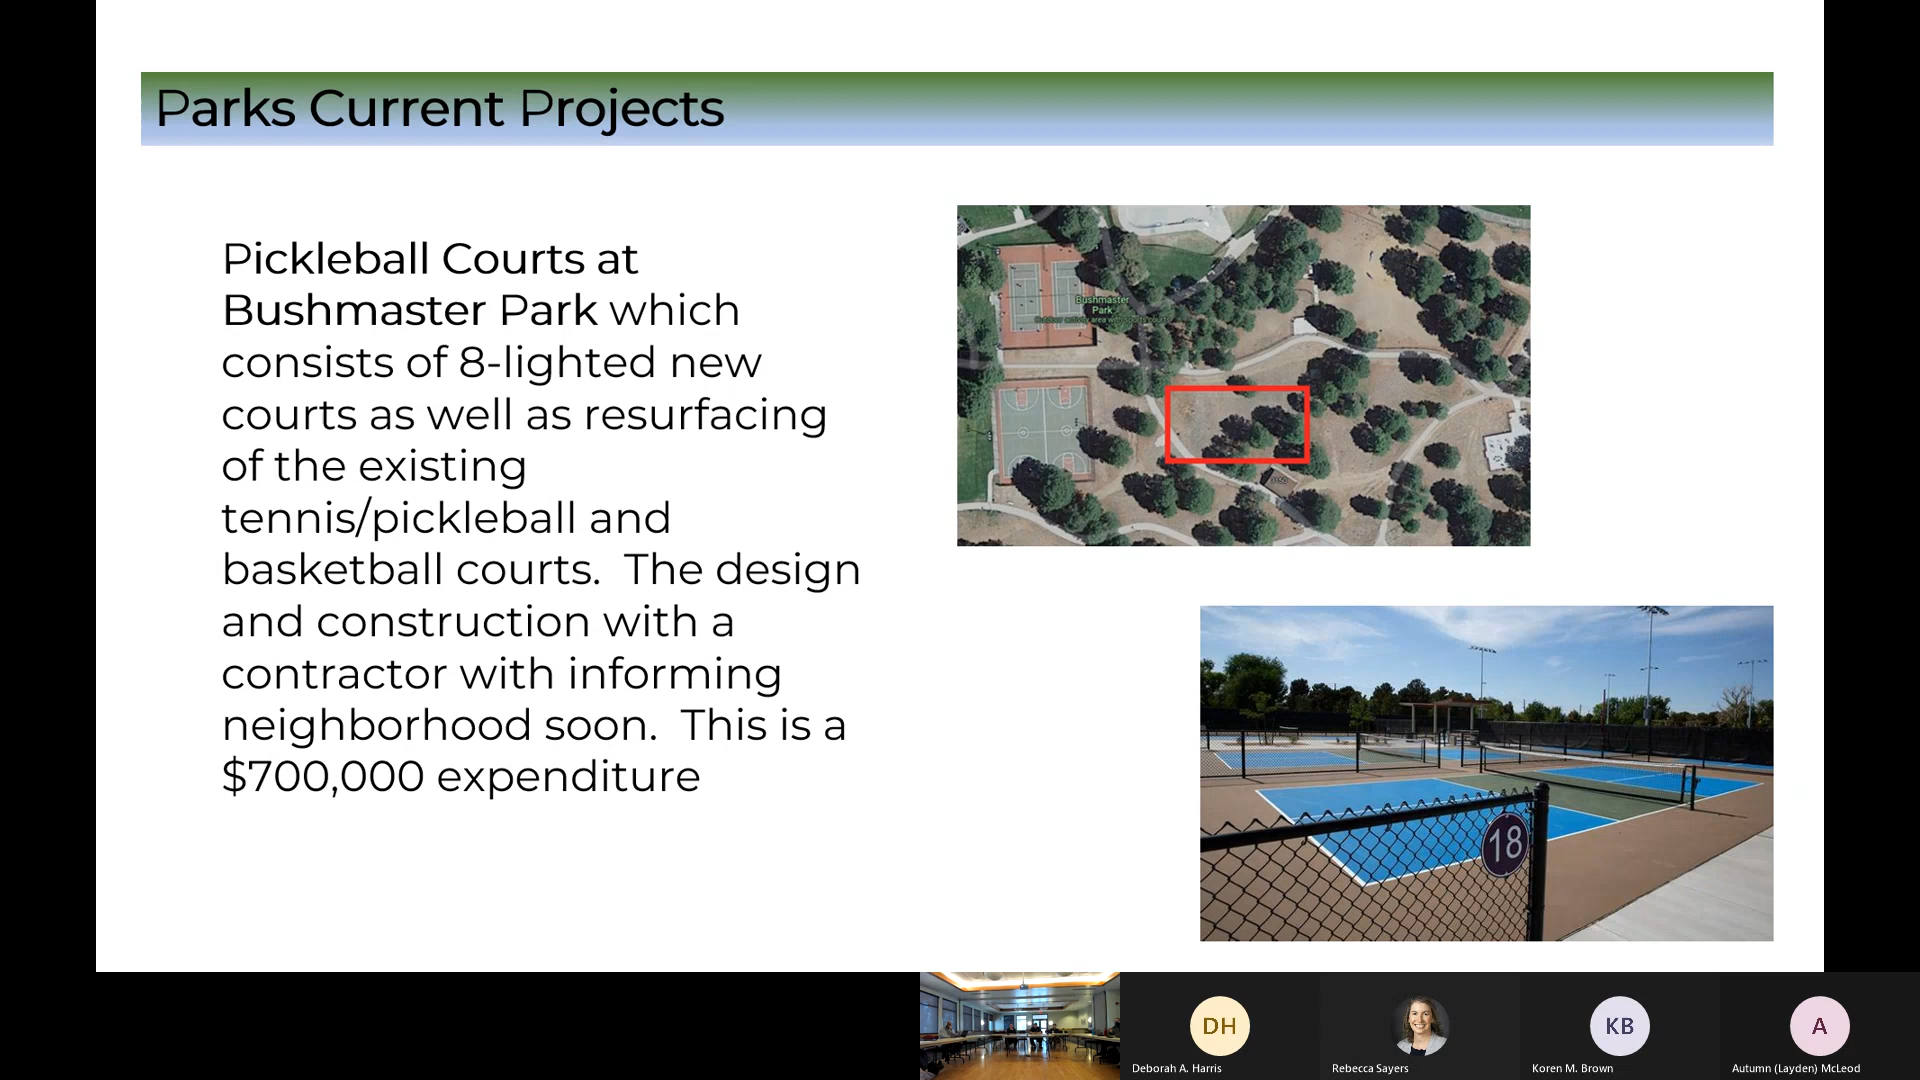 Parks Current Projects
Pickleball Courts at
Bushmaster Park which
consists of 8-lighted new
courts as well as resurfacing
of the existing
tennis/pickleball and
basketball courts.  The design
and construction with a
contractor with informing
neighborhood soon.  This is a
$700,000 expenditure
Bushmaster
Park
18
DH
KB
A
Deborah A. Harris
Rebecca Sayers
Koren M. Brown
Autumn (Layden) McLeod